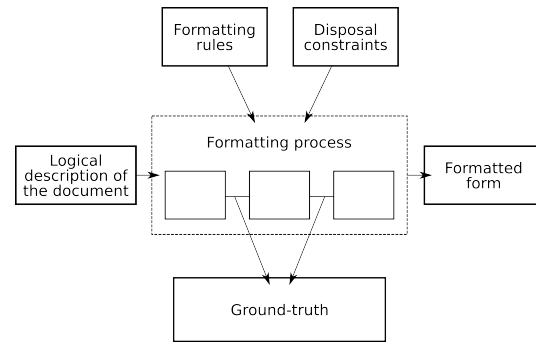 Formatting
rules
Disposal
constraints
Formatting process
Logical
description of
the document
Formatted
form
Ground-truth